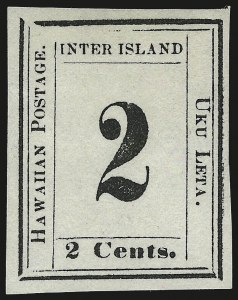 INTER ISLAND
HAWAIIAN POSTAGE.
2
UKU LETA.
2 Cents.